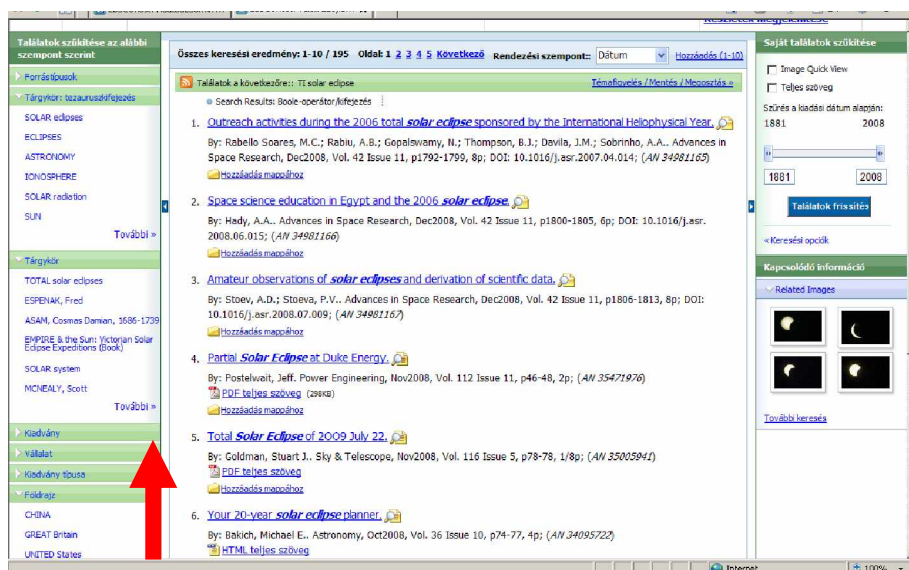 Részletek megjelenítése
Találatok szűkítése az alábbi
szempont szerint
Forrástípusok
Tárgykör: tezauruszkifejezés
SOLAR eclipses
ECLIPSES
ASTRONOMY
IONOSPHERE
SOLAR radiation
SUN
További »
Tárgykör
TOTAL solar eclipses
ESPENAK, Fred
ASAM, Cosmas Damian, 1686-1739
EMPIRE & the Sun: Victorian Solar
Eclipse Expeditions (Book)
SOLAR system
MCNEALY, Scott
További »
Kiadvány
Vállalat
Kiadvány típusa
Földrajz
CHINA
GREAT Britain
UNITED States
Összes keresési eredmény: 1-10 / 195 Oldal: 1 2 3 4 5 Következő Rendezési szempont:: Dátum Hozzáadás (1-10)
Találatok a következőre:: TI solar eclipse Témafigyelés /Mentés /Megosztás »
Search Results: Boole-operátor/kifejezés
1. Outreach activities during the 2006 total solar eclipse sponsored by the International Heliophysical Year.
By: Rabello Soares, M.C.; Rabiu, A.B.; Gopalswamy, N.; Thompson, B.J.; Davila, J.M.; Sobrinho, A.A.. Advances in
Space Research, Dec2008, Vol. 42 Issue 11, p1792-1799, 8p; DOI: 10.1016/j.asr.2007.04.014; (AN 34981165)
Hozzáadás mappához
2. Space science education in Egypt and the 2006 solar eclipse.
By: Hady, A.A.. Advances in Space Research, Dec2008, Vol. 42 Issue 11, p1800-1805, 6p; DOI: 10.1016/j.asr.
2008.06.015; (AN 34981166)
Hozzáadás mappához
3. Amateur observations of solar eclipses and derivation of scientific data.
By: Stoev, A.D.; Stoeva, P.V.. Advances in Space Research, Dec2008, Vol. 42 Issue 11, p1806-1813, 8p; DOI:
10.1016/j.asr.2008.07.009; (AN 34981167)
Hozzáadás mappához
4. Partial Solar Eclipse at Duke Energy.
By: Postelwait, Jeff. Power Engineering, Nov2008, Vol. 112 Issue 11, p46-48, 2p; (AN 35471976)
PDF teljes szöveg (298KB)
Hozzáadás mappához
5. Total Solar Eclipse of 2009 July 22.
By: Goldman, Stuart J.. Sky & Telescope, Nov2008, Vol. 116 Issue 5, p78-78, 1/8p; (AN 35005941)
PDF teljes szöveg
Hozzáadás mappához
6. Your 20-year solar eclipse planner.
By: Bakich, Michael E.. Astronomy, Oct2008, Vol. 36 Issue 10, p74-77, 4p; (AN 34095722)
HTML teljes szöveg
Saját találatok szűkítése
Image Quick View
Teljes szöveg
Szűrés a kiadási dátum alapján:
1881 2008
1881 2008
Találatok frissítés
« Keresési opciók
Kapcsolódó információ
Related Images
További keresés
Internet
100%